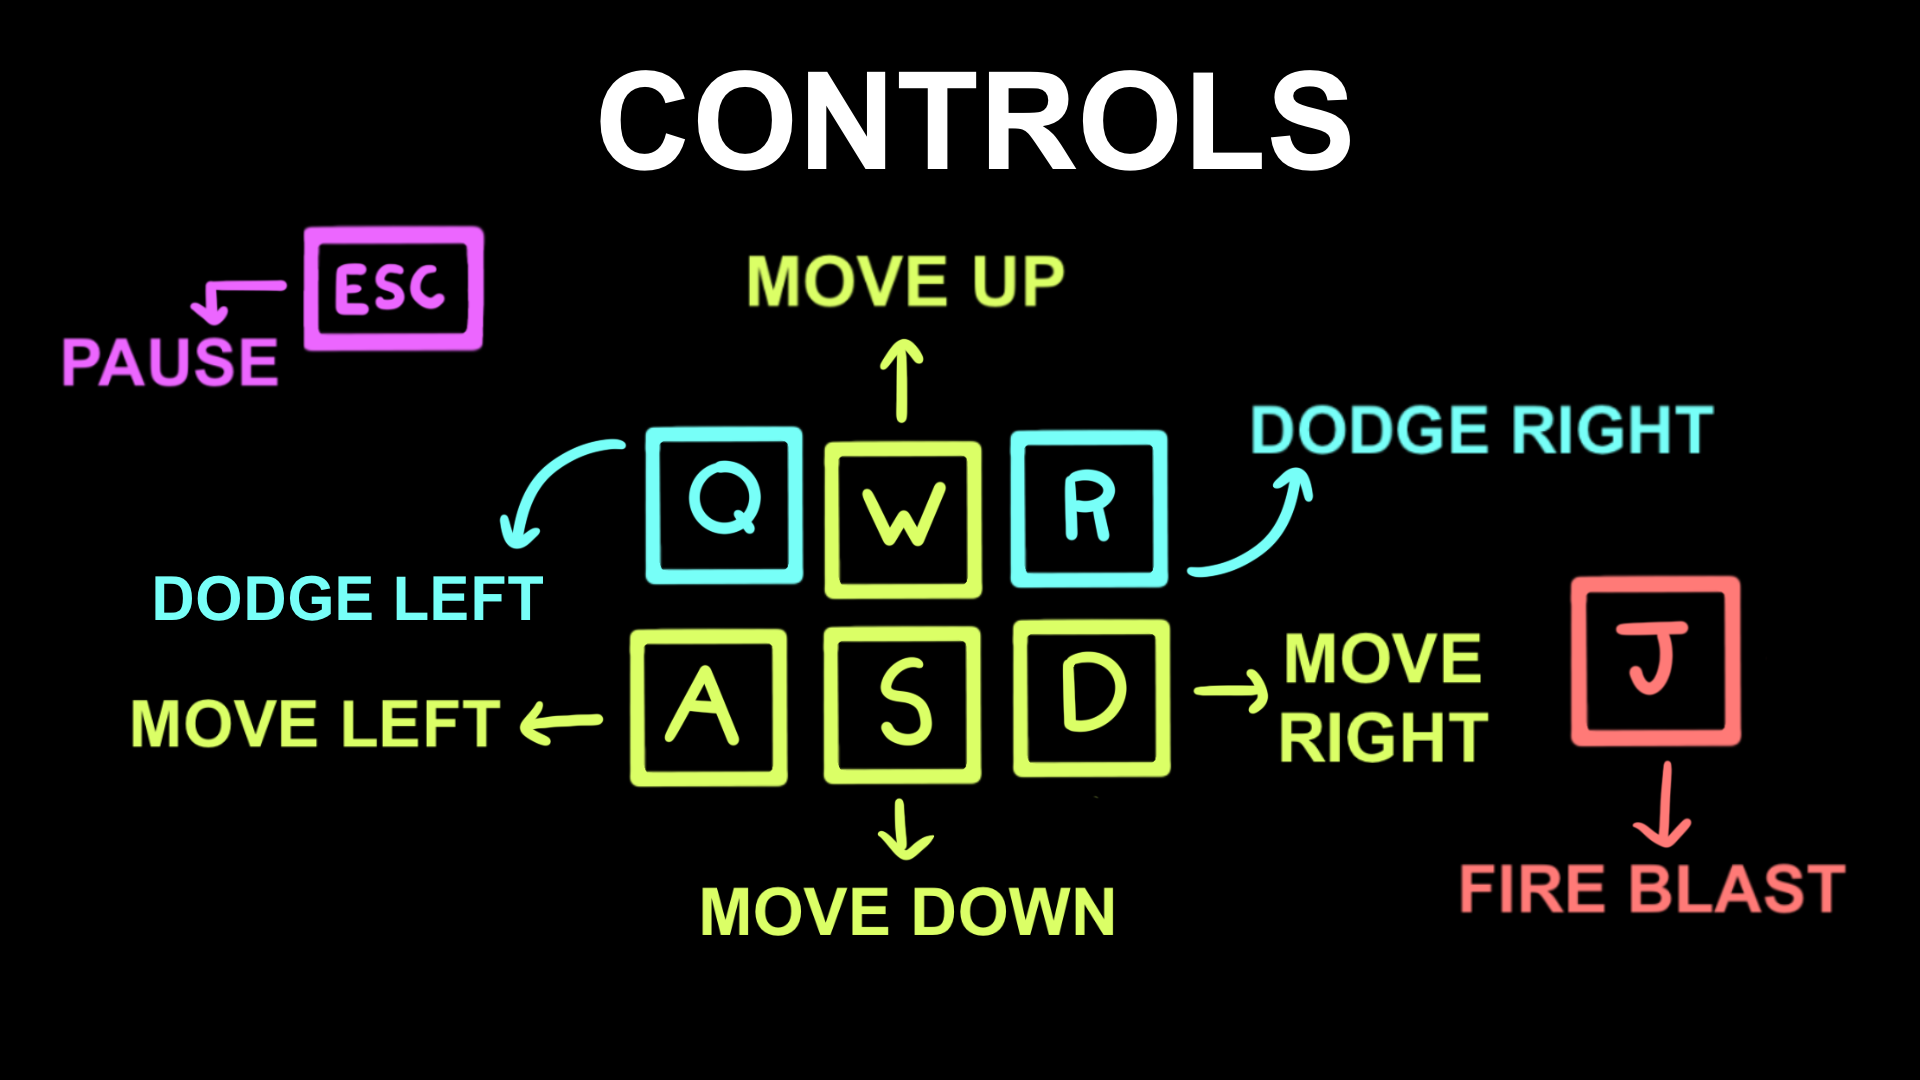 CONTROLS
ESC
PAUSE
MOVE UP
DODGE RIGHT
Q W R
DODGE LEFT
A S D
MOVE LEFT
MOVE
RIGHT
J
MOVE DOWN
FIRE BLAST